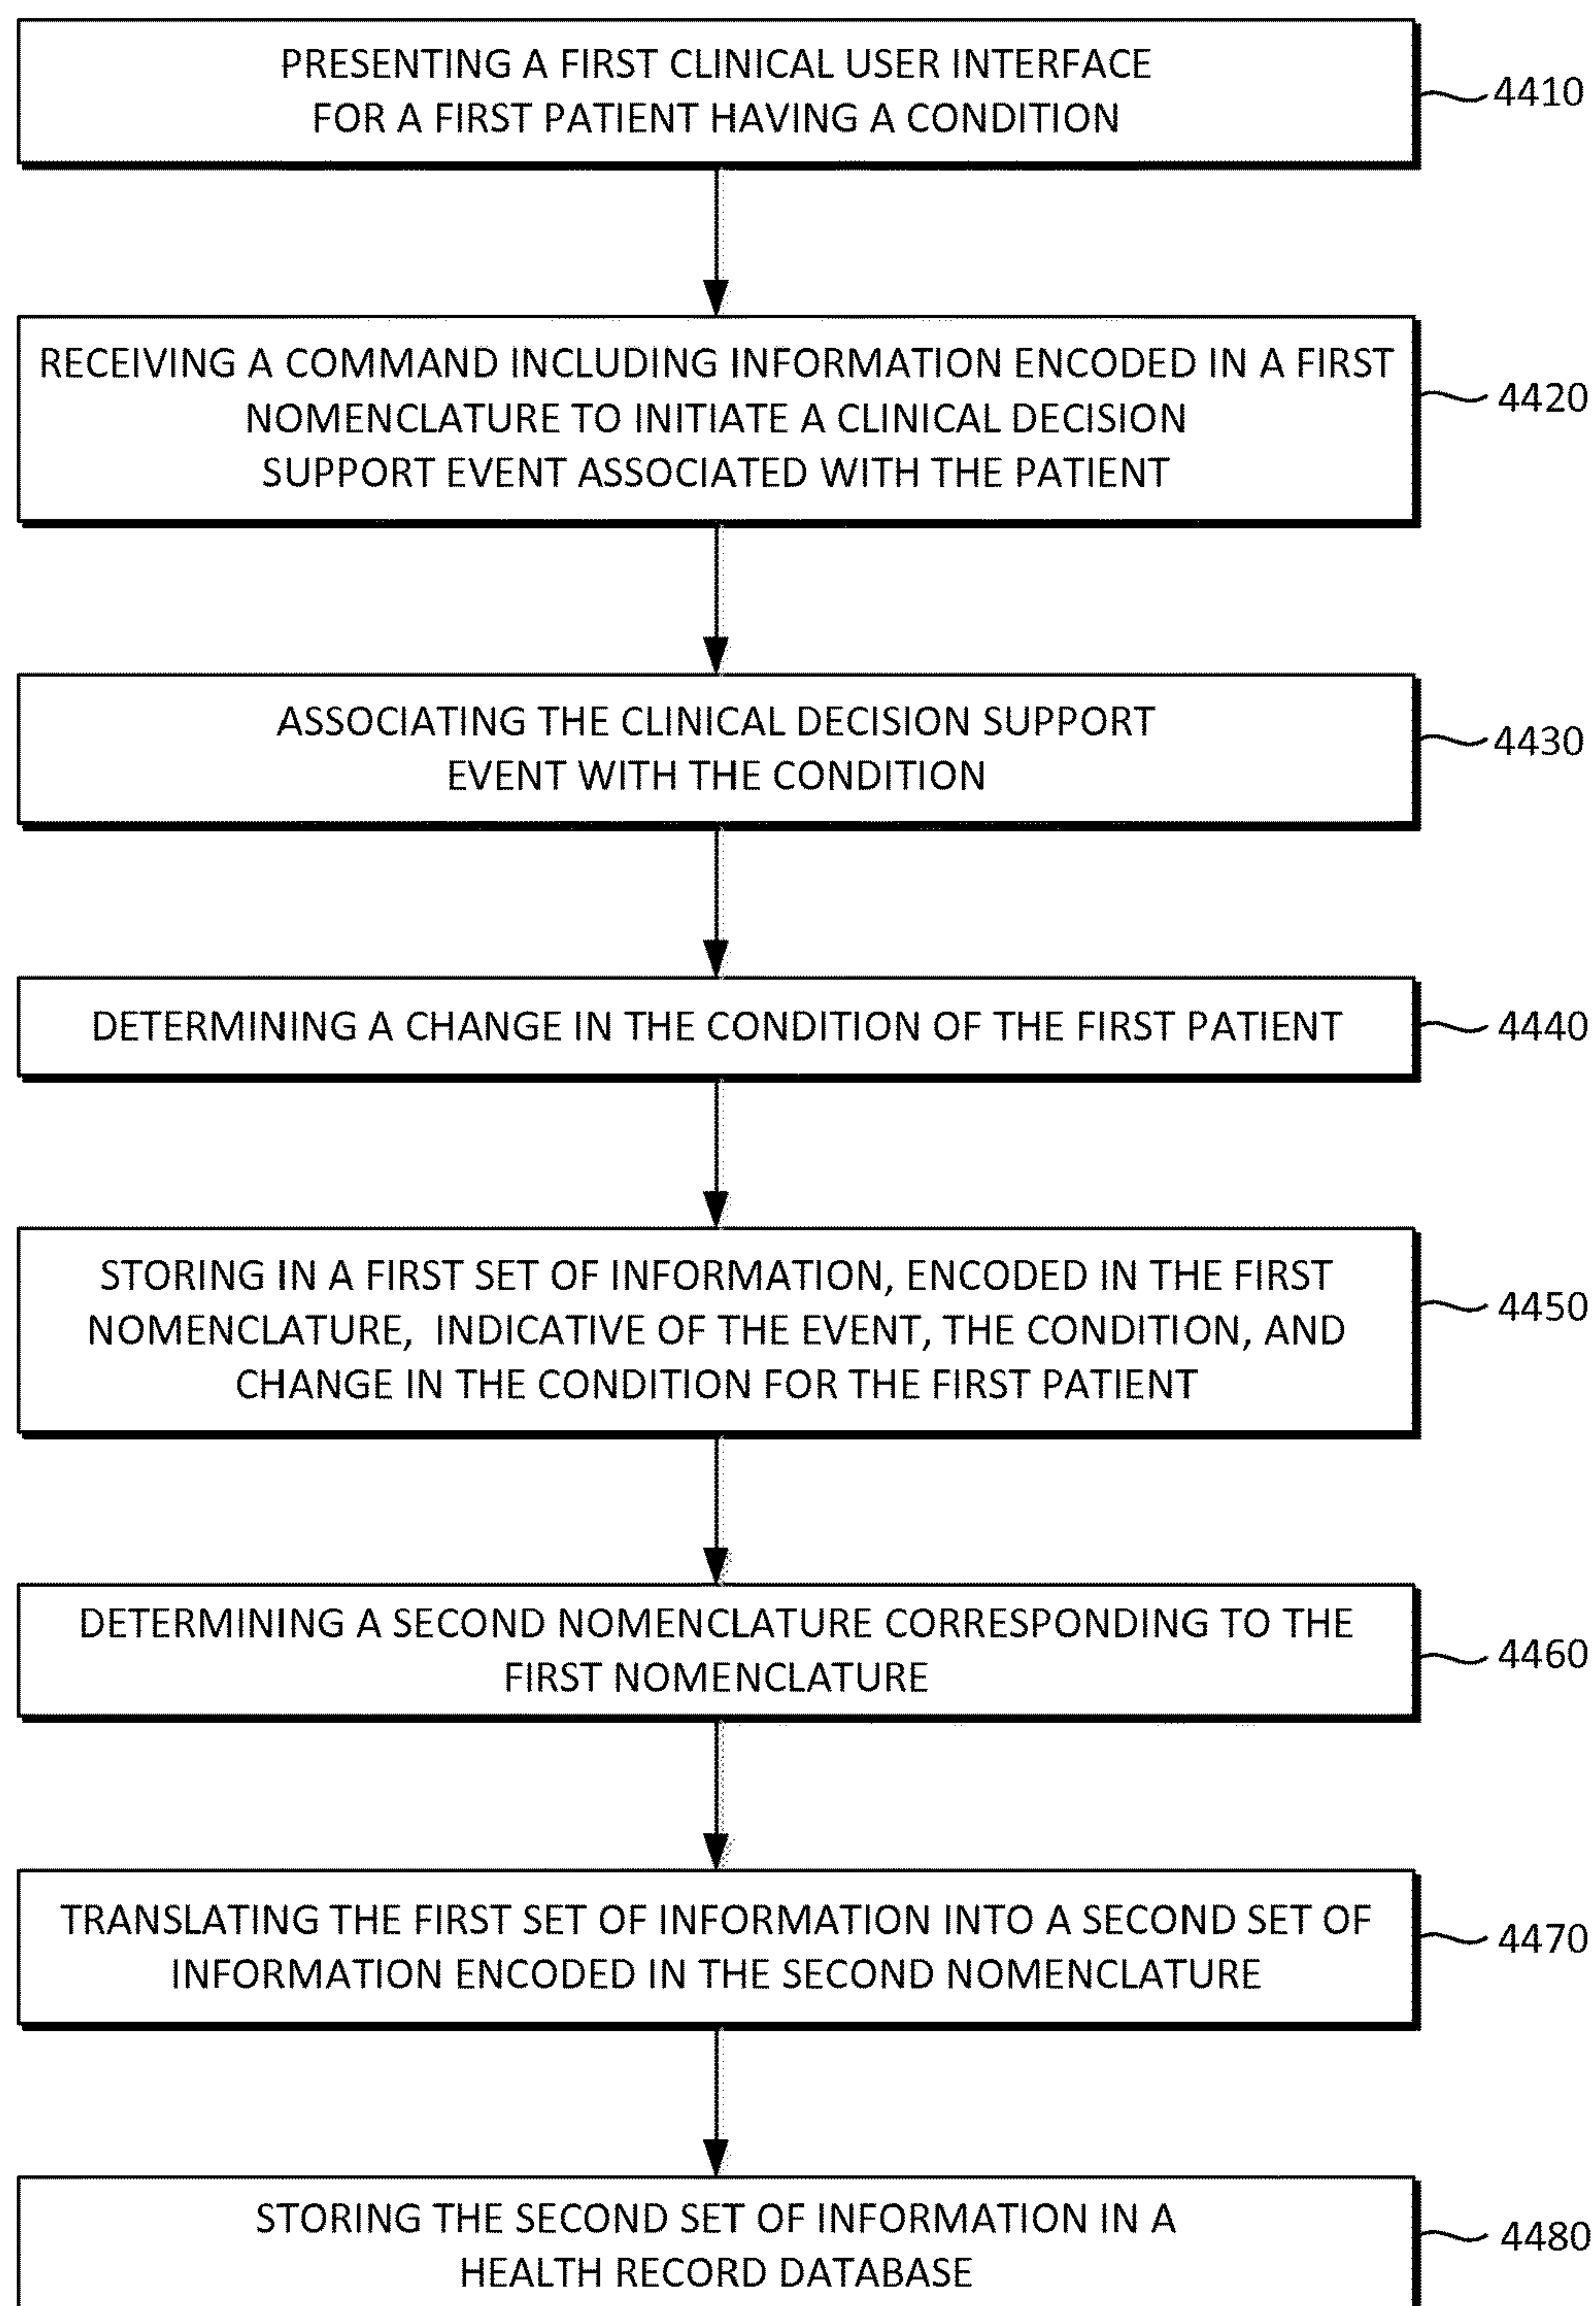 PRESENTING A FIRST CLINICAL USER INTERFACE
FOR A FIRST PATIENT HAVING A CONDITION
4410
RECEIVING A COMMAND INCLUDING INFORMATION ENCODED IN A FIRST
NOMENCLATURE TO INITIATE A CLINICAL DECISION
SUPPORT EVENT ASSOCIATED WITH THE PATIENT
4420
ASSOCIATING THE CLINICAL DECISION SUPPORT
EVENT WITH THE CONDITION
4430
DETERMINING A CHANGE IN THE CONDITION OF THE FIRST PATIENT
4440
STORING IN A FIRST SET OF INFORMATION, ENCODED IN THE FIRST
NOMENCLATURE, INDICATIVE OF THE EVENT, THE CONDITION, AND
CHANGE IN THE CONDITION FOR THE FIRST PATIENT
4450
DETERMINING A SECOND NOMENCLATURE CORRESPONDING TO THE
FIRST NOMENCLATURE
4460
TRANSLATING THE FIRST SET OF INFORMATION INTO A SECOND SET OF
INFORMATION ENCODED IN THE SECOND NOMENCLATURE
4470
STORING THE SECOND SET OF INFORMATION IN A
HEALTH RECORD DATABASE
4480